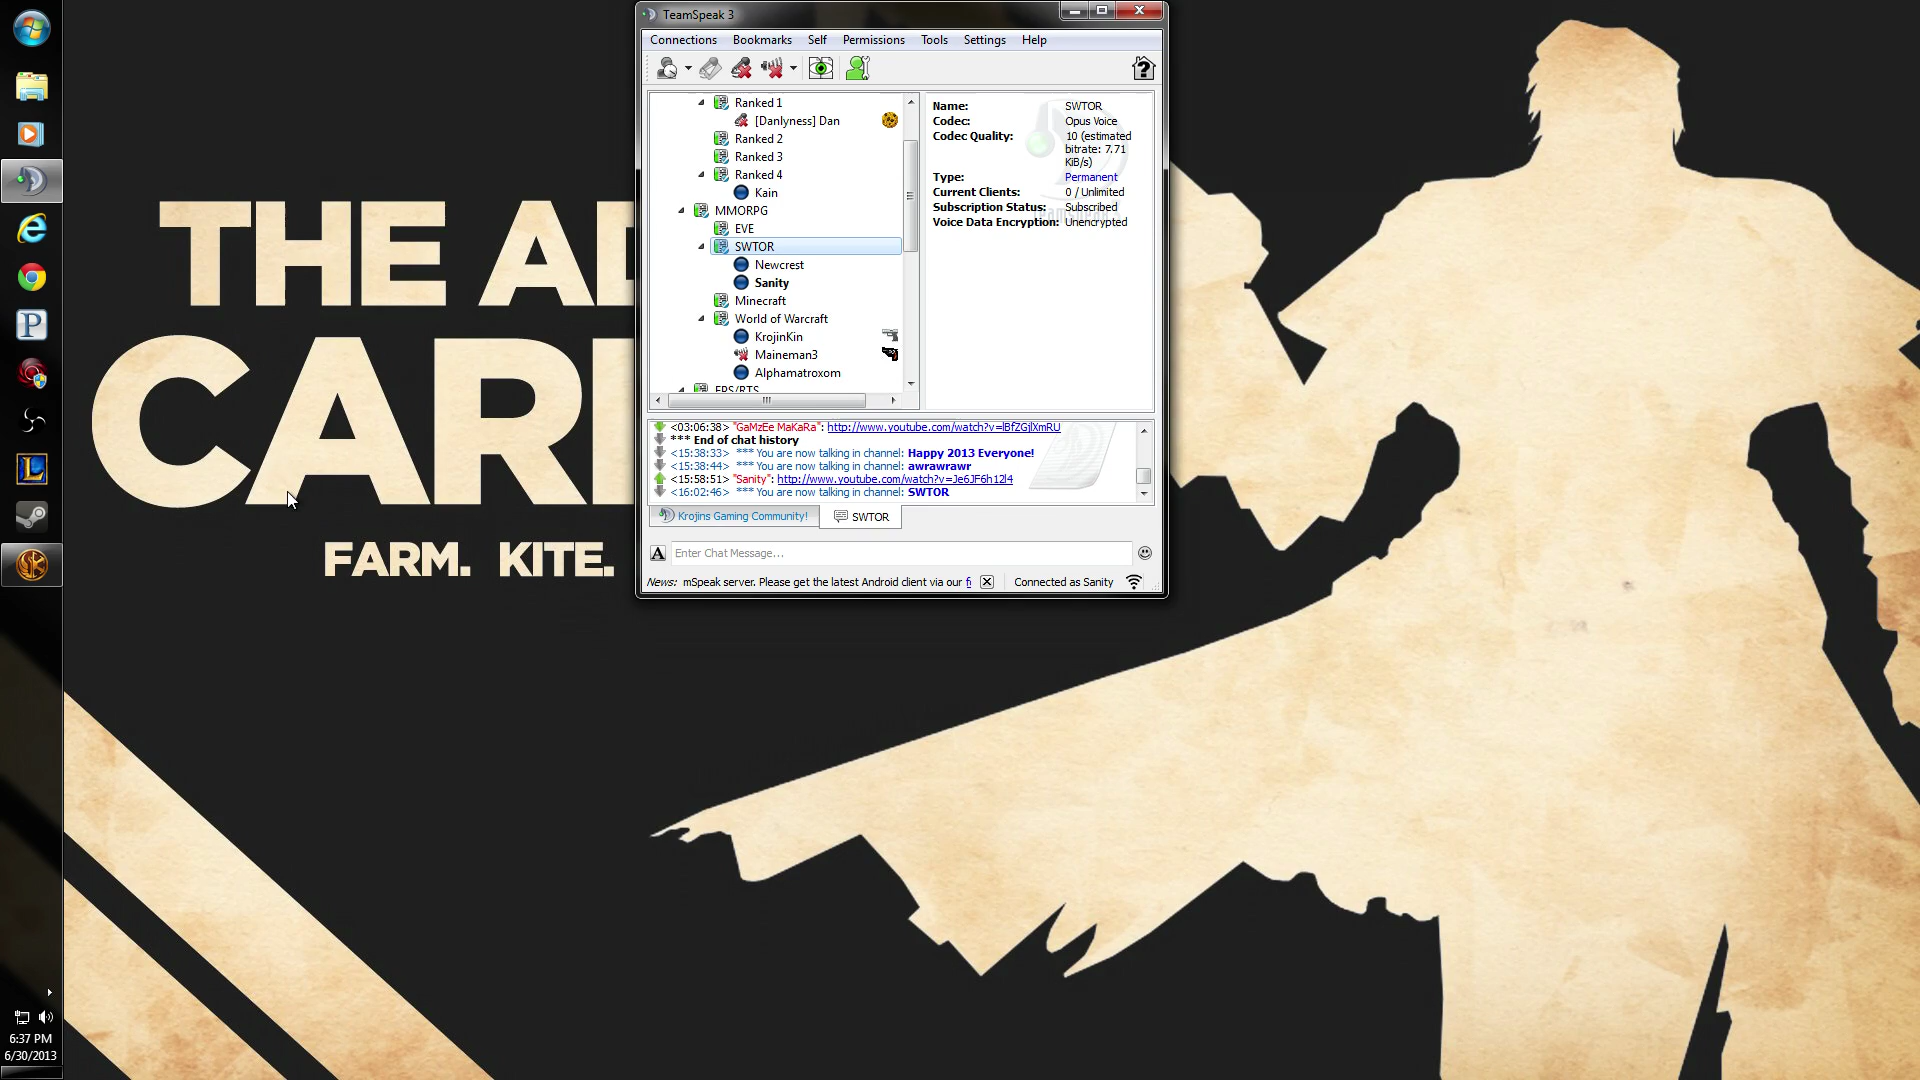 TeamSpeak 3
Connections Bookmarks Self Permissions Tools Settings Help
Ranked 1
[Danlyness] Dan
Ranked 2
Ranked 3
Ranked 4
Kain
MMORPG
EVE
SWTOR
Newcrest
Sanity
Minecraft
World of Warcraft
KrojinKin
Maineman3
Alphamatroxom
FPS/RTS
Name: SWTOR
Codec: Opus Voice
Codec Quality: 10 (estimated
bitrate: 7.71
KiB/s)
Type: Permanent
Current Clients: 0 / Unlimited
Subscription Status: Subscribed
Voice Data Encryption: Unencrypted
<03:06:38> "GaMzEe MaKaRa":
*** End of chat history
<15:38:33> *** You are now talking in channel: Happy 2013 Everyone!
<15:38:44> *** You are now talking in channel: awrawrawr
<15:58:51> "Sanity": http://www.youtube.com/watch?v=Je6JF6h12l4
<16:02:46> *** You are now talking in channel: SWTOR
Krojins Gaming Community! SWTOR
Enter Chat Message...
News: mSpeak server. Please get the latest Android client via our Connected as Sanity
THE AD
CARR
FARM. KITE.
6:37 PM
6/30/2013